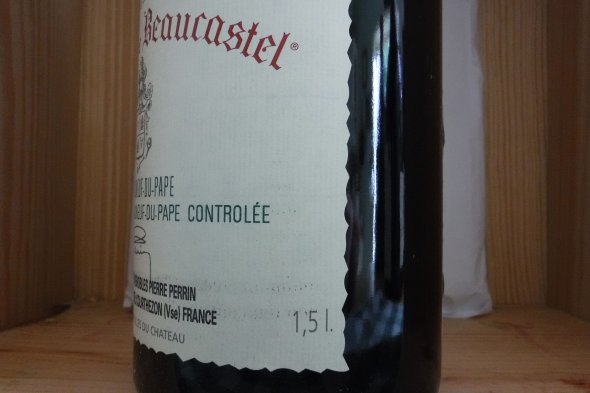 Beaucastel®
-DU-PAPE
-DU-PAPE CONTROLÉE
PIERRE PERRIN
COURTHEZON (Vse) FRANCE
1,5 l.
DU CHATEAU